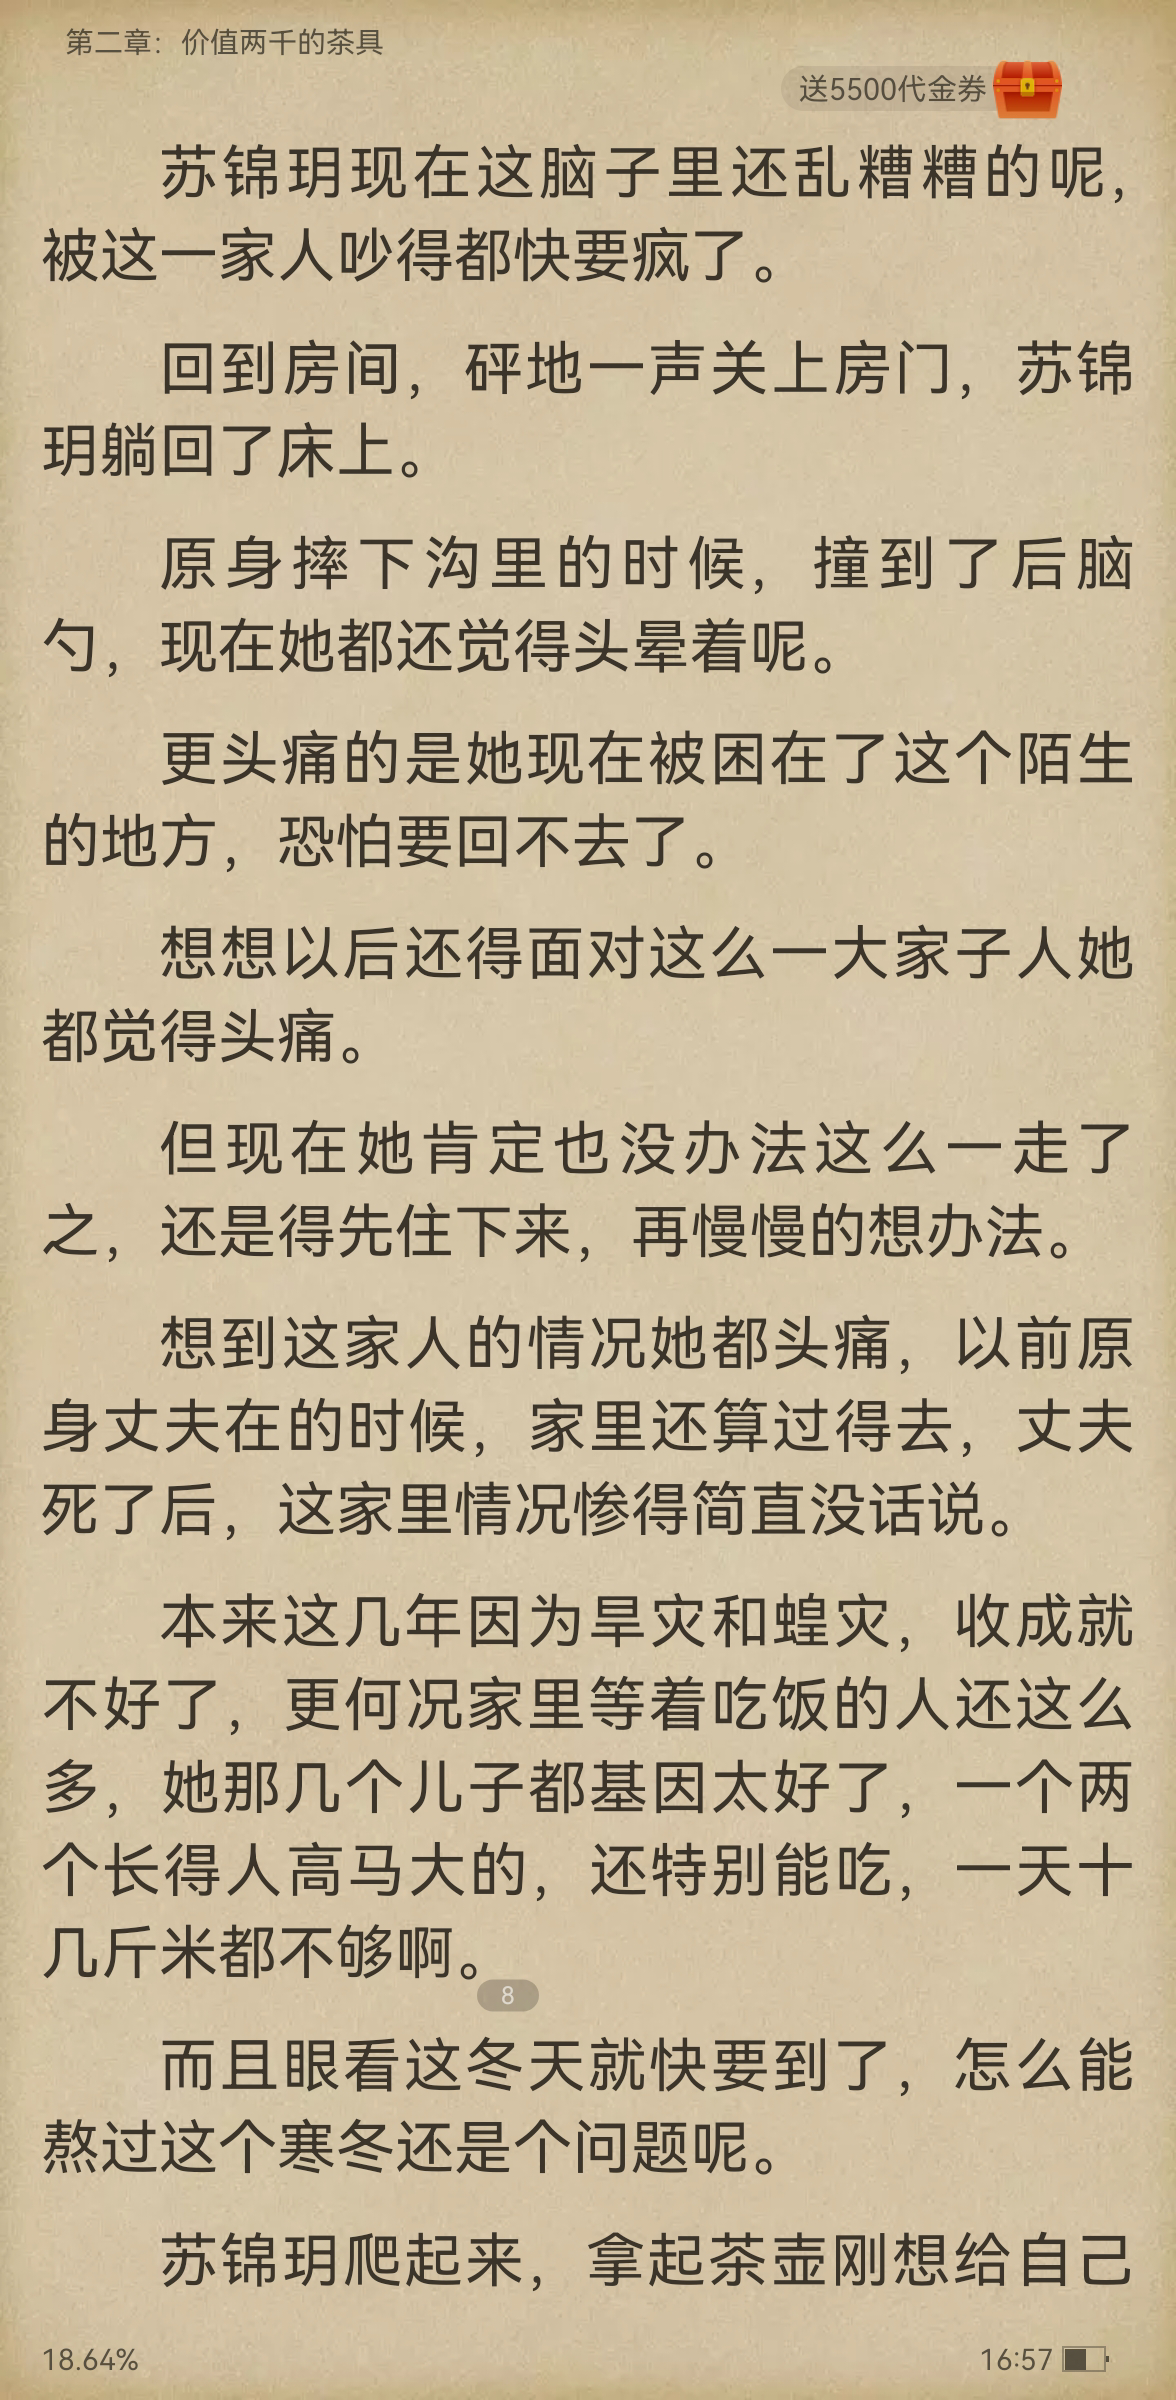 第二章：价值两千的茶具
送5500代金券
苏锦玥现在这脑子里还乱糟糟的呢，
被这一家人吵得都快要疯了。
回到房间，砰地一声关上房门，苏锦
玥躺回了床上。
原身摔下沟里的时候，撞到了后脑
勺，现在她都还觉得头晕着呢。
更头痛的是她现在被困在了这个陌生
的地方，恐怕要回不去了。
想想以后还得面对这么一大家子人她
都觉得头痛。
但现在她肯定也没办法这么一走了
之，还是得先住下来，再慢慢的想办法。
想到这家人的情况她都头痛，以前原
身丈夫在的时候，家里还算过得去，丈夫
死了后，这家里情况惨得简直没话说。
本来这几年因为旱灾和蝗灾，收成就
不好了，更何况家里等着吃饭的人还这么
多，她那几个儿子都基因太好了，一个两
个长得人高马大的，还特别能吃，一天十
几斤米都不够啊。
8
而且眼看这冬天就快要到了，怎么能
熬过这个寒冬还是个问题呢。
苏锦玥爬起来，拿起茶壶刚想给自己
18.64%
16:57